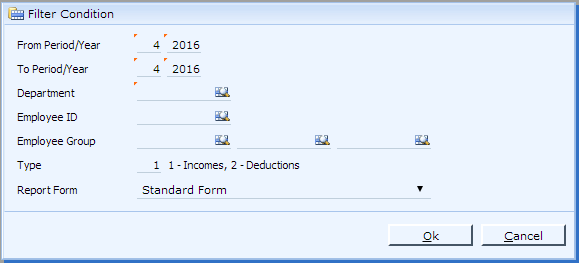 Filter Condition
From Period/Year 4 2016
To Period/Year 4 2016
Department
Employee ID
Employee Group
Type 1 1 - Incomes, 2 - Deductions
Report Form Standard Form
Ok Cancel